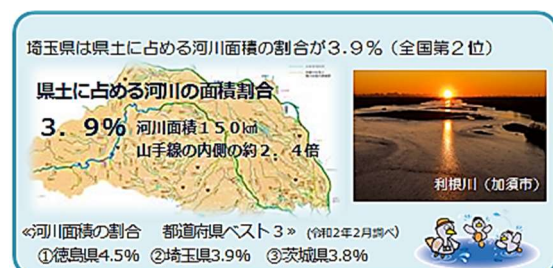 埼玉県は県土に占める河川面積の割合が３.９％（全国第２位）
県土に占める河川の面積割合
３．９％ 河川面積１５０㎢
山手線の内側の約２．４倍
利根川（加須市）
≪河川面積の割合　都道府県ベスト３≫（令和2年2月調べ）
①徳島県4.5%　②埼玉県3.9%　③茨城県3.8%